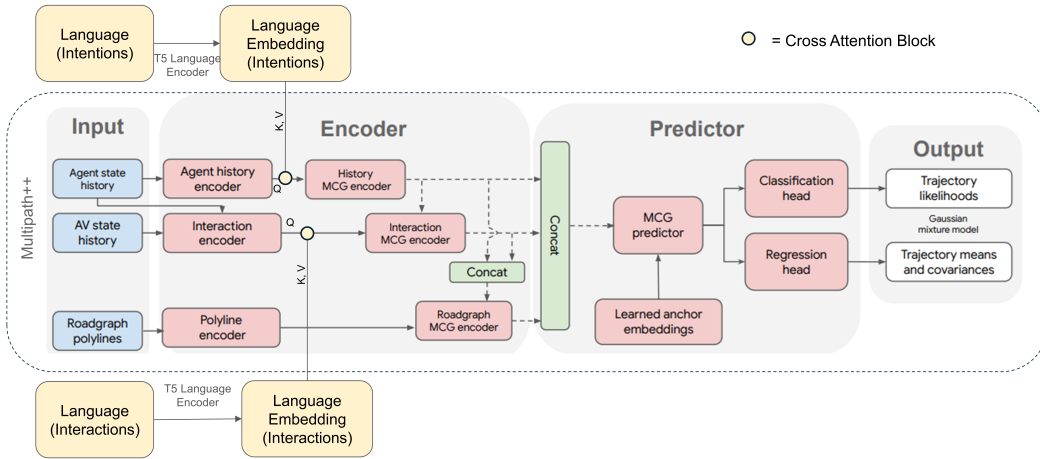 Language
(Intentions)
T5 Language
Encoder
Language
Embedding
(Intentions)
= Cross Attention Block
K, V
Multipath++
Input
Encoder
Predictor
Output
Agent state
history
Agent history
encoder
Q
History
MCG encoder
AV state
history
Interaction
encoder
Q
Interaction
MCG encoder
K, V
Concat
Roadgraph
polylines
Polyline
encoder
Roadgraph
MCG encoder
Concat
MCG
predictor
Learned anchor
embeddings
Classification
head
Regression
head
Trajectory
likelihoods
Gaussian
mixture model
Trajectory means
and covariances
Language
(Interactions)
T5 Language
Encoder
Language
Embedding
(Interactions)